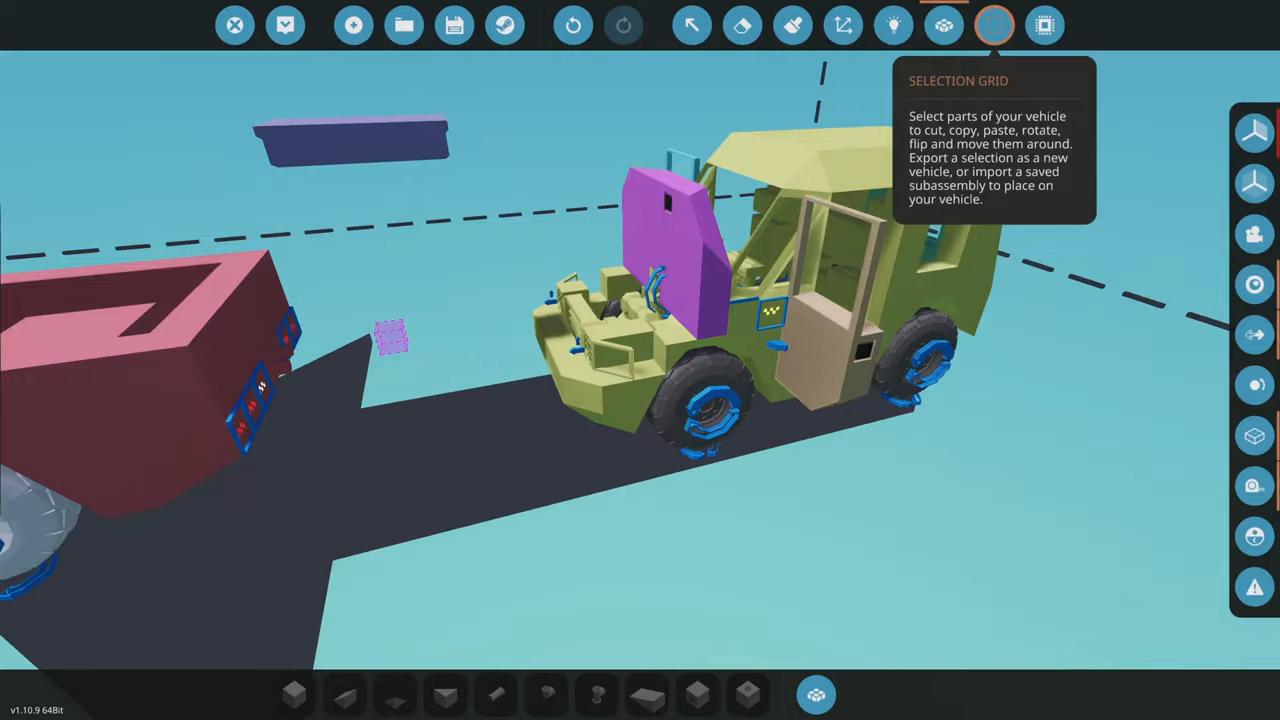 SELECTION GRID
Select parts of your vehicle
to cut, copy, paste, rotate,
flip and move them around.
Export a selection as a new
vehicle, or import a saved
subassembly to place on
your vehicle.
v1.10.9 64Bit